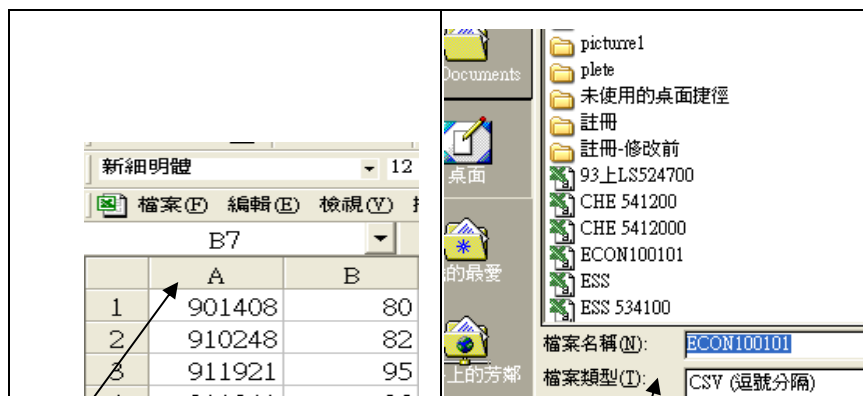 新細明體 12
檔案(F) 編輯(E) 檢視(V)
B7
A B
1 901408 80
2 910248 82
3 911921 95
Documents
桌面
的最愛
上的芳鄰
picturre1
plete
未使用的桌面捷徑
註冊
註冊-修改前
93上LS524700
CHE 541200
CHE 5412000
ECON100101
ESS
ESS 534100
檔案名稱(N): ECON100101
檔案類型(T): CSV (逗號分隔)